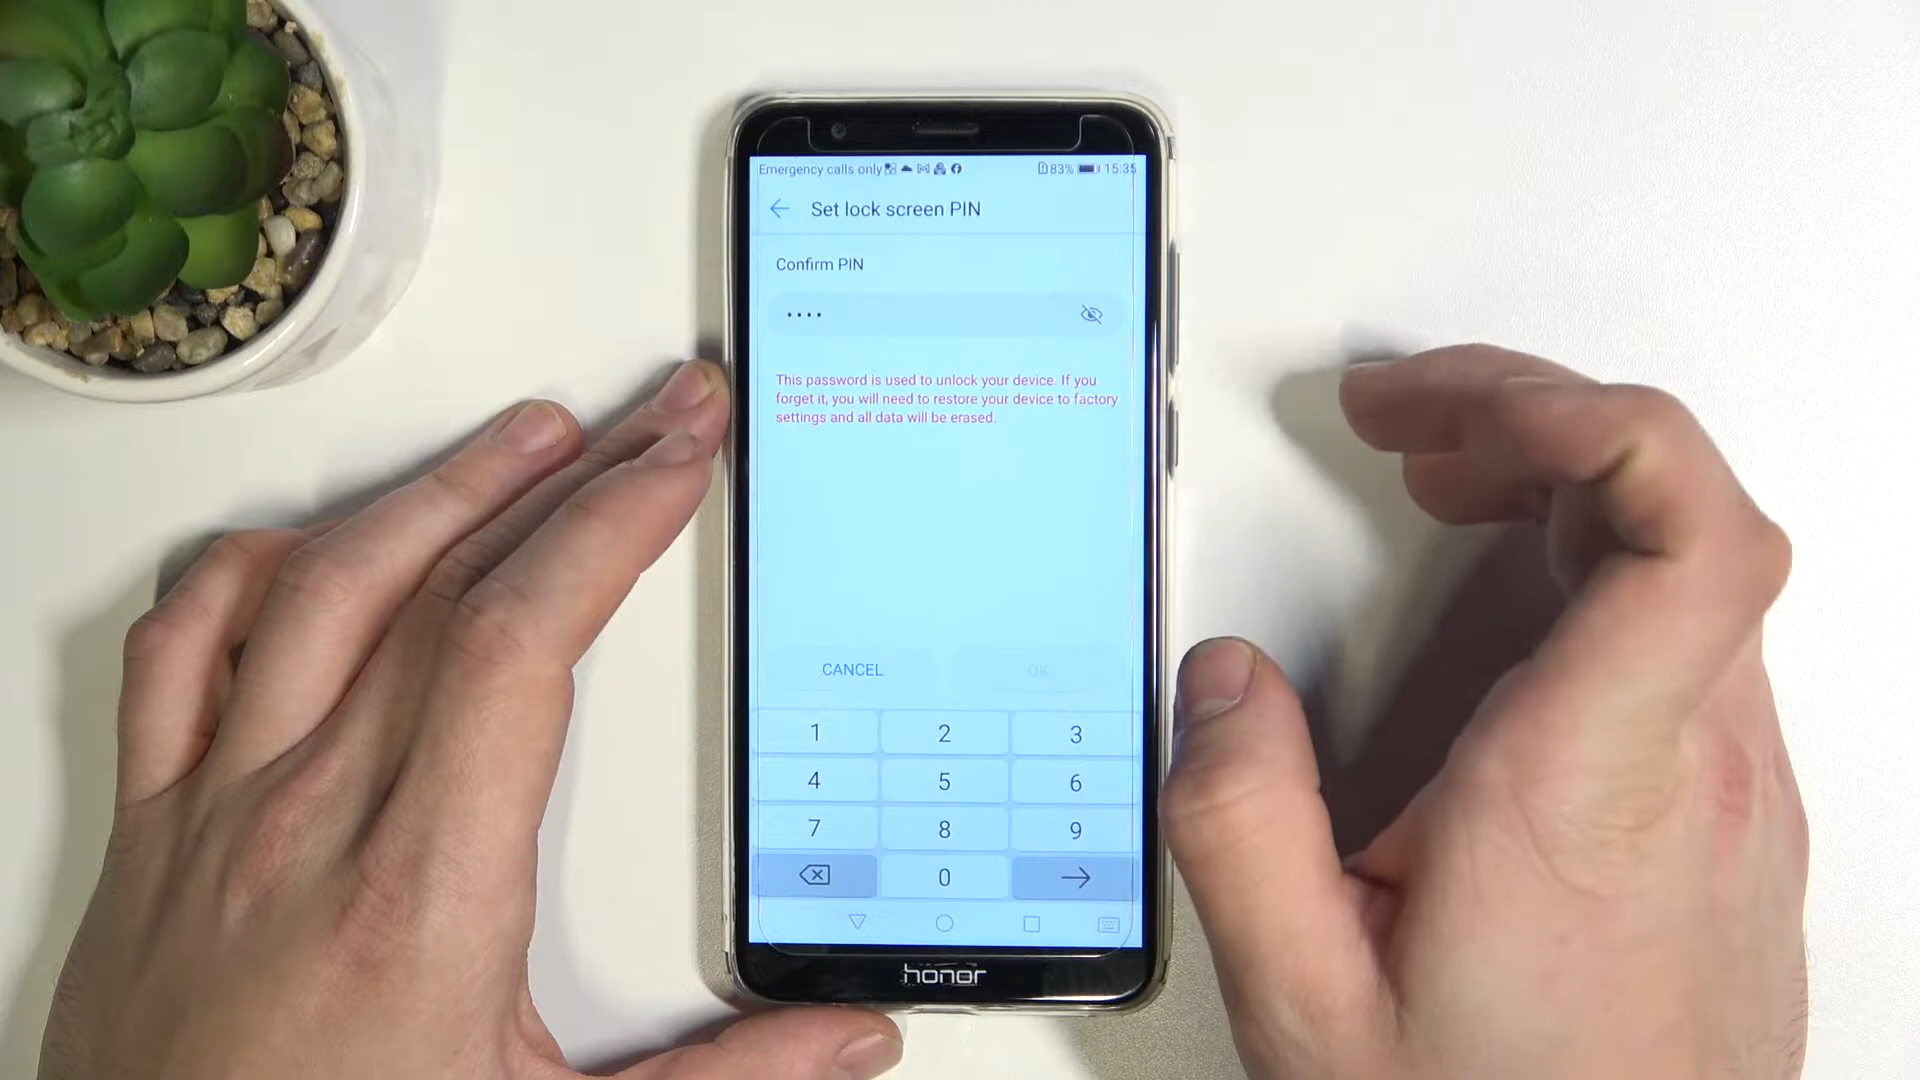 Emergency calls only 83% 15:35
Set lock screen PIN
Confirm PIN
••••
This password is used to unlock your device. If you
forget it, you will need to restore your device to factory
settings and all data will be erased.
CANCEL OK
1 2 3
4 5 6
7 8 9
0
honor